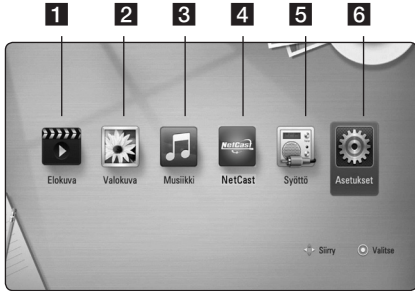 1 2 3 4 5 6
NetCast
Elokuva Valokuva Musiikki NetCast Syöttö Asetukset
Siirry Valitse